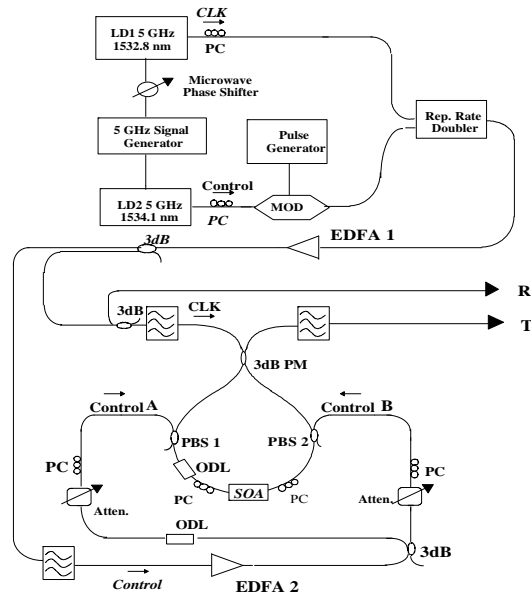 CLK
LD1 5 GHz
1532.8 nm
PC
Microwave
Phase Shifter
Rep. Rate
Doubler
5 GHz Signal
Generator
Pulse
Generator
LD2 5 GHz
1534.1 nm
Control
PC
MOD
3dB
EDFA 1
R
3dB
CLK
T
3dB PM
Control A
Control B
PBS 1
PBS 2
PC
ODL
PC
SOA
PC
PC
Atten.
Atten.
ODL
3dB
Control
EDFA 2